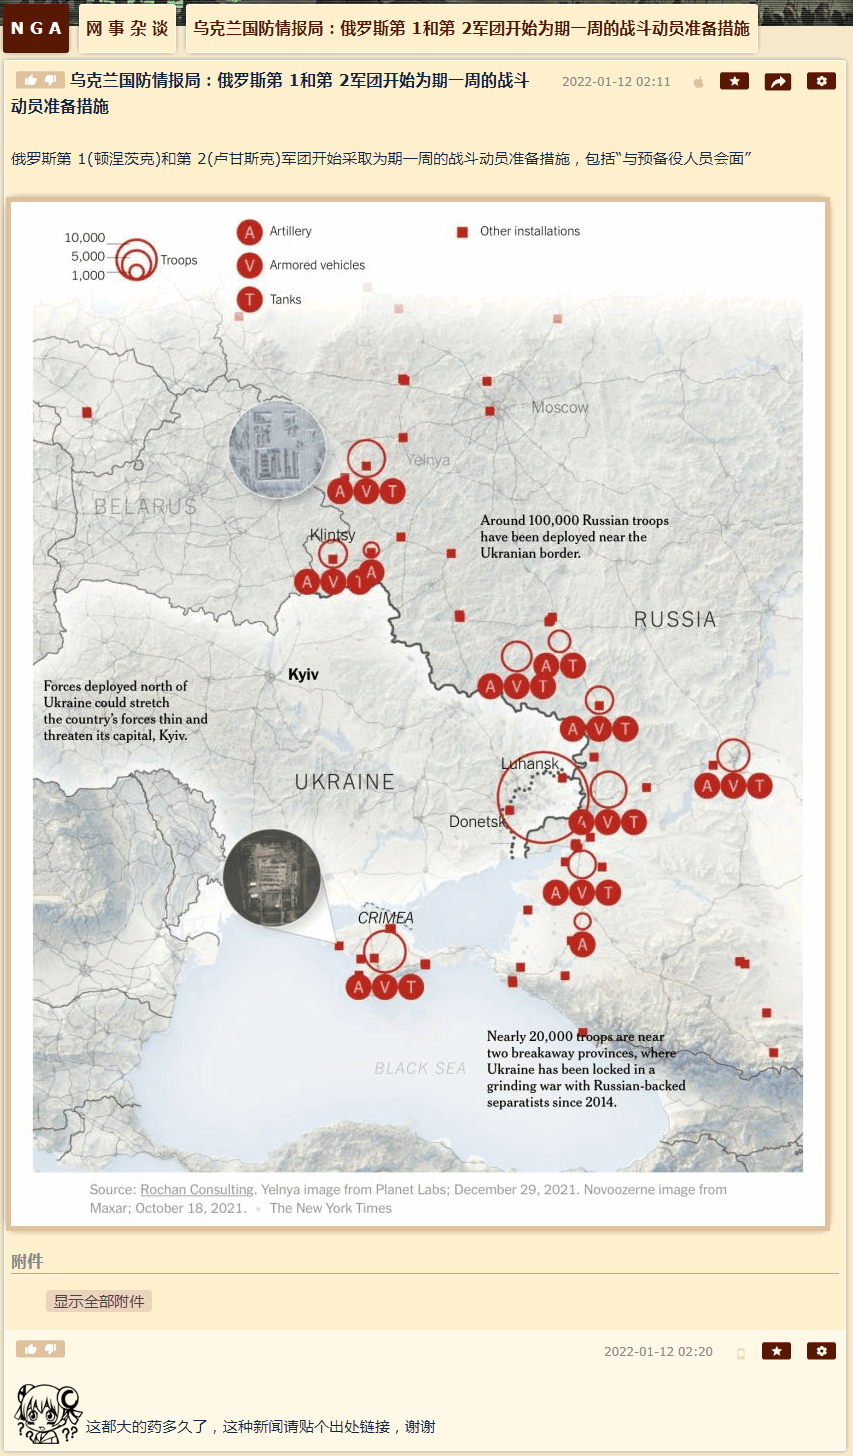 NGA 网事杂谈 乌克兰国防情报局：俄罗斯第 1和第 2军团开始为期一周的战斗动员准备措施
乌克兰国防情报局：俄罗斯第 1和第 2军团开始为期一周的战斗 2022-01-12 02:11
动员准备措施
俄罗斯第 1(顿涅茨克)和第 2(卢甘斯克)军团开始采取为期一周的战斗动员准备措施，包括“与预备役人员会面”
10,000
5,000
1,000
Troops
A Artillery
V Armored vehicles
T Tanks
Other installations
Moscow
Yelnya
A V T
BELARUS
Around 100,000 Russian troops
have been deployed near the
Ukranian border.
Klintsy
A V T A
RUSSIA
A T
A V T
Kyiv
Forces deployed north of
Ukraine could stretch
the country's forces thin and
threaten its capital, Kyiv.
A V T
Luhansk
UKRAINE
A V T
Donetsk
A V T
A V T
CRIMEA
A
A V T
Nearly 20,000 troops are near
two breakaway provinces, where
Ukraine has been locked in a
grinding war with Russian-backed
separatists since 2014.
BLACK SEA
Source: Rochan Consulting. Yelnya image from Planet Labs; December 29, 2021. Novoozerne image from
Maxar; October 18, 2021. • The New York Times
附件
显示全部附件
2022-01-12 02:20
这都大的药多久了，这种新闻请贴个出处链接，谢谢